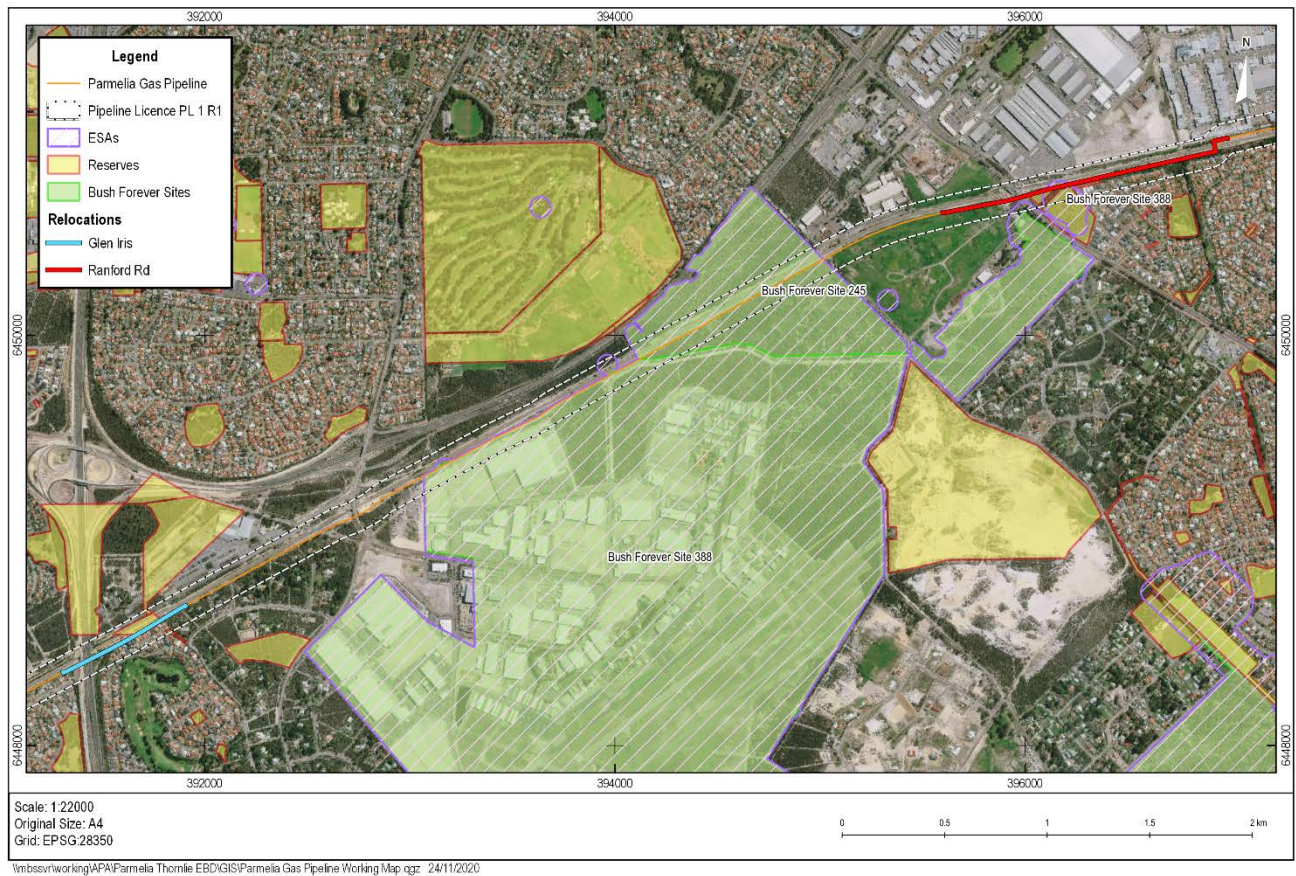 392000 394000 396000
Legend
Parmelia Gas Pipeline
Pipeline Licence PL 1 R1
ESAs
Reserves
Bush Forever Sites
Relocations
Glen Iris
Ranford Rd
N
Bush Forever Site 388
Bush Forever Site 245
6450000 6450000
Bush Forever Site 388
6448000 6448000
392000 394000 396000
Scale: 1:22000
Original Size: A4
Grid: EPSG:28350
0 0.5 1 1.5 2 km
\\mbssvr\working\APA\Parmelia Thornlie EBD\GIS\Parmelia Gas Pipeline Working Map.qgz 24/11/2020